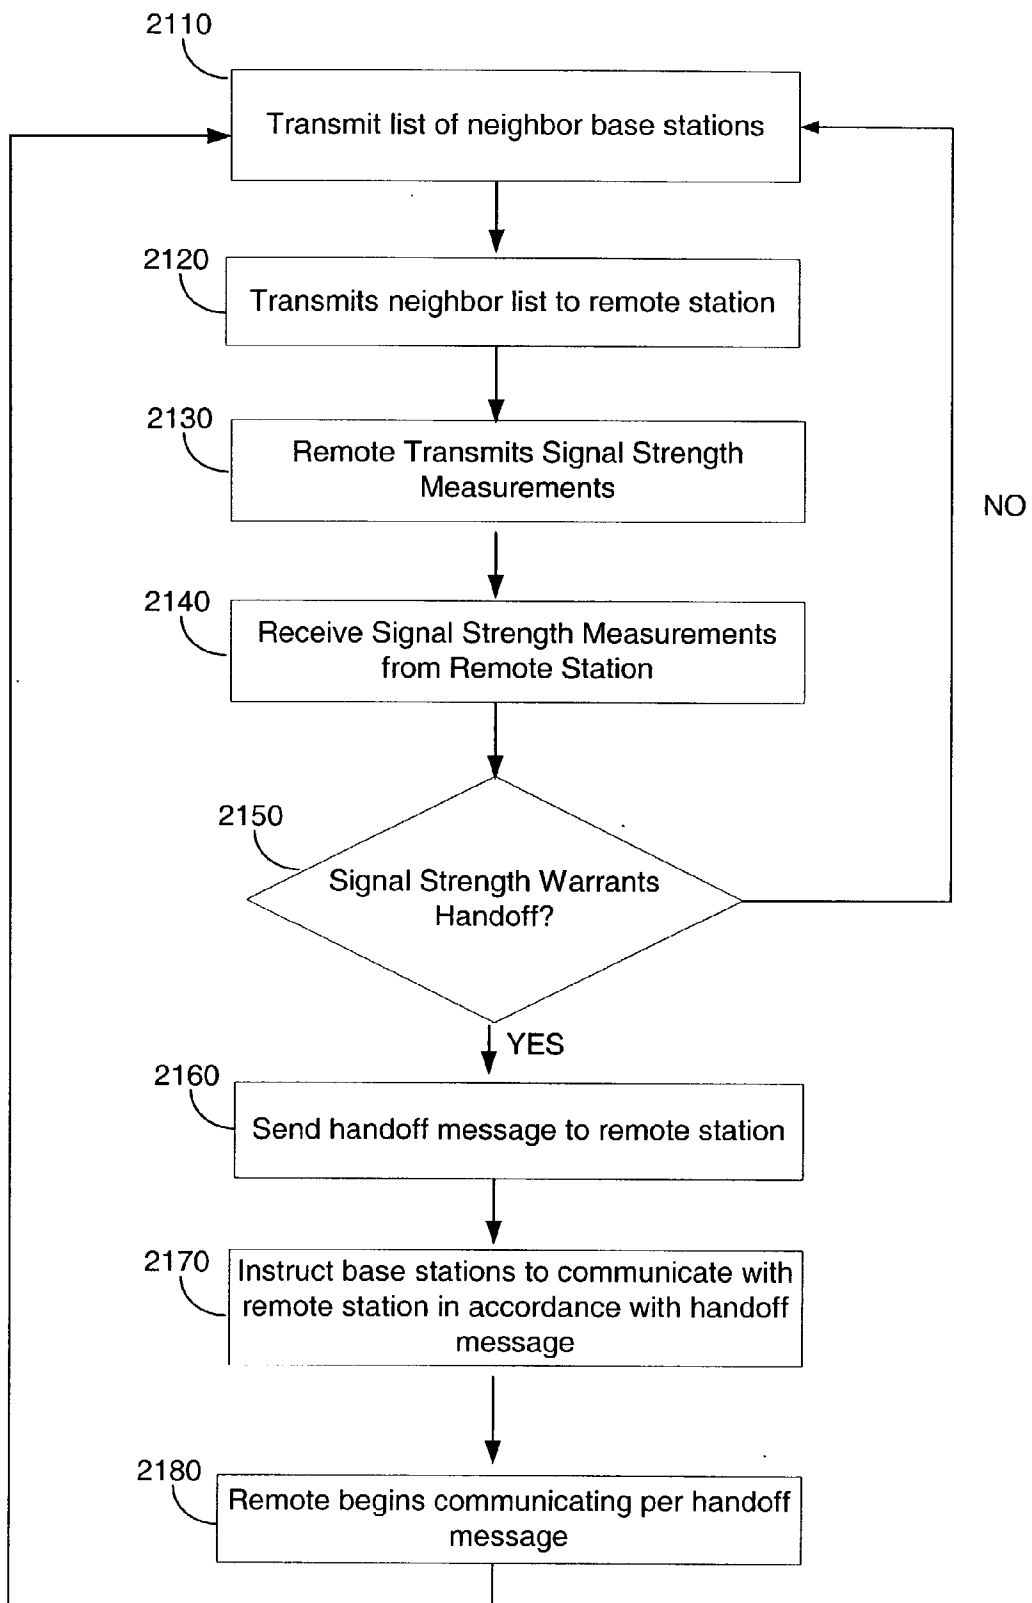 2110
Transmit list of neighbor base stations
2120
Transmits neighbor list to remote station
2130
Remote Transmits Signal Strength
Measurements
NO
2140
Receive Signal Strength Measurements
from Remote Station
2150
Signal Strength Warrants
Handoff?
YES
2160
Send handoff message to remote station
2170
Instruct base stations to communicate with
remote station in accordance with handoff
message
2180
Remote begins communicating per handoff
message